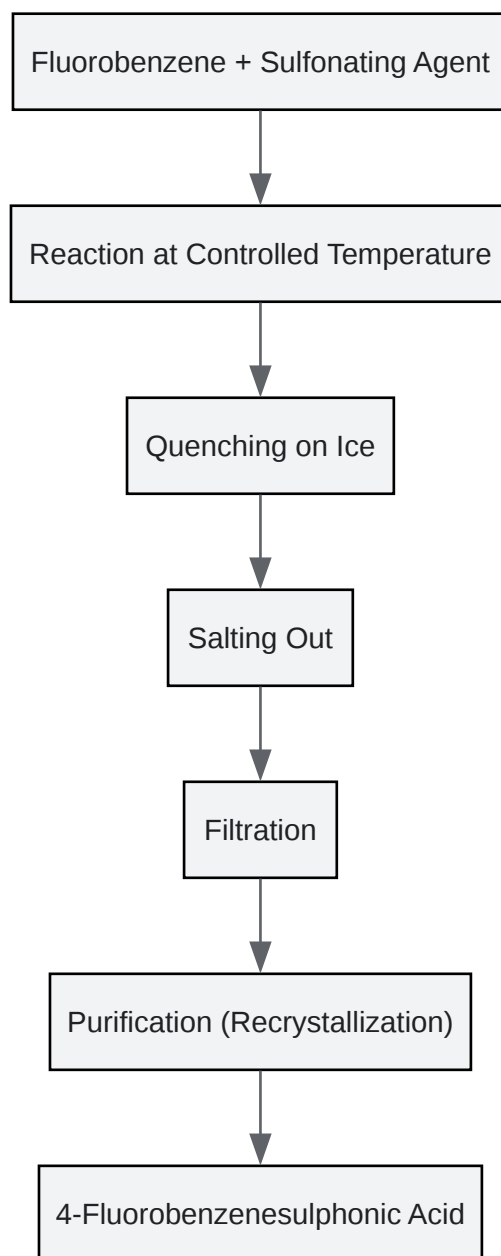 Fluorobenzene + Sulfonating Agent
Reaction at Controlled Temperature
Quenching on Ice
Salting Out
Filtration
Purification (Recrystallization)
4-Fluorobenzenesulphonic Acid